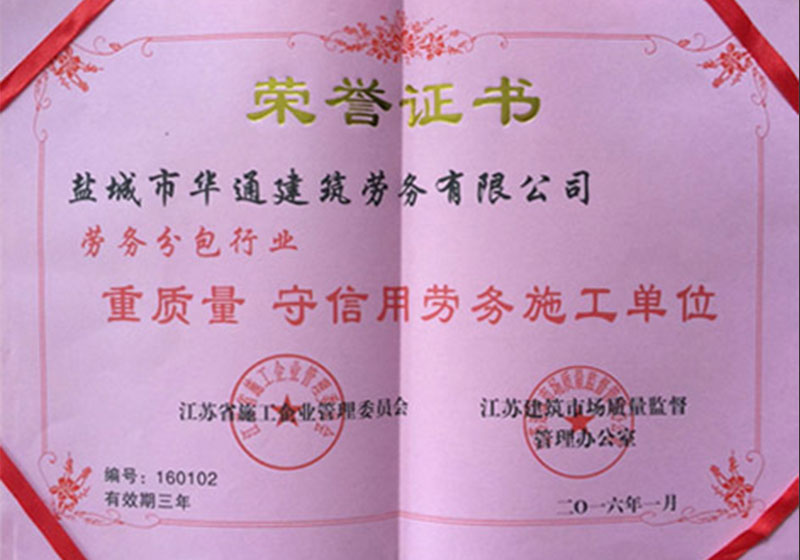 荣誉证书
盐城市华通建筑劳务有限公司
劳务分包行业
重质量 守信用劳务施工单位
江苏省施工企业管理委员会
江苏建筑市场质量监督
管理办公室
编号：160102
有效期三年
二〇一六年一月